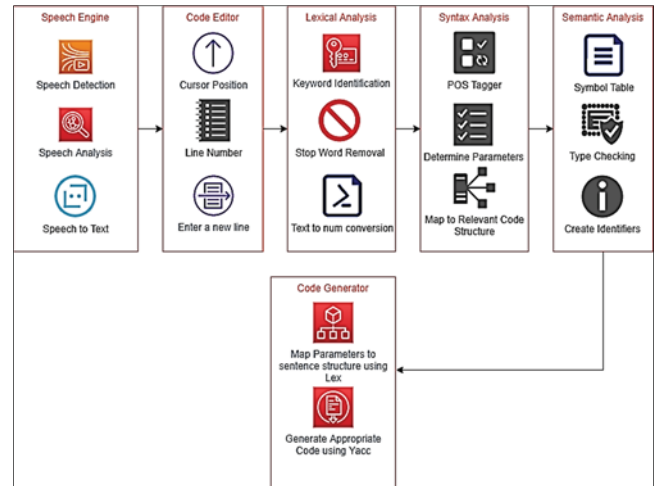 Speech Engine
Speech Detection
Speech Analysis
Speech to Text
Code Editor
Cursor Position
Line Number
Enter a new line
Lexical Analysis
Keyword Identification
Stop Word Removal
Text to num conversion
Syntax Analysis
POS Tagger
Determine Parameters
Map to Relevant Code
Structure
Semantic Analysis
Symbol Table
Type Checking
Create Identifiers
Code Generator
Map Parameters to
sentence structure using
Lex
Generate Appropriate
Code using Yacc